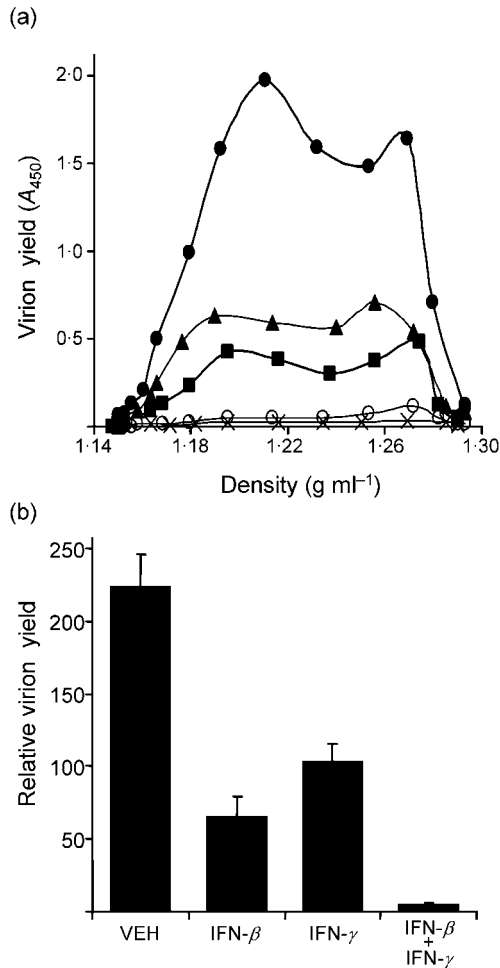 (a)
Virion yield (A450)
2·0
1·5
1·0
0·5
1·14
1·18
1·22
1·26
1·30
Density (g ml–1)
(b)
Relative virion yield
250
200
150
100
50
VEH
IFN-β
IFN-γ
IFN-β
+
IFN-γ